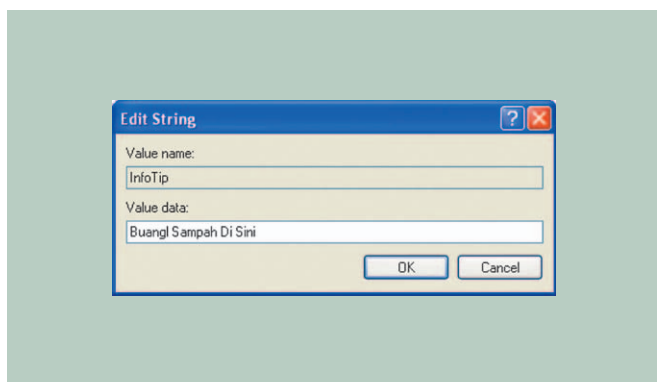 Edit String
Value name:
InfoTip
Value data:
Buangl Sampah Di Sini
OK
Cancel